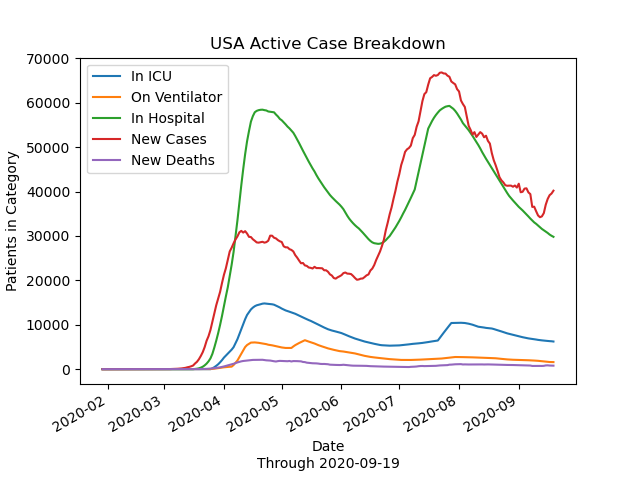 USA Active Case Breakdown
70000
60000
50000
40000
30000
20000
10000
0
Patients in Category
In ICU
On Ventilator
In Hospital
New Cases
New Deaths
2020-02
2020-03
2020-04
2020-05
2020-06
2020-07
2020-08
2020-09
Date
Through 2020-09-19